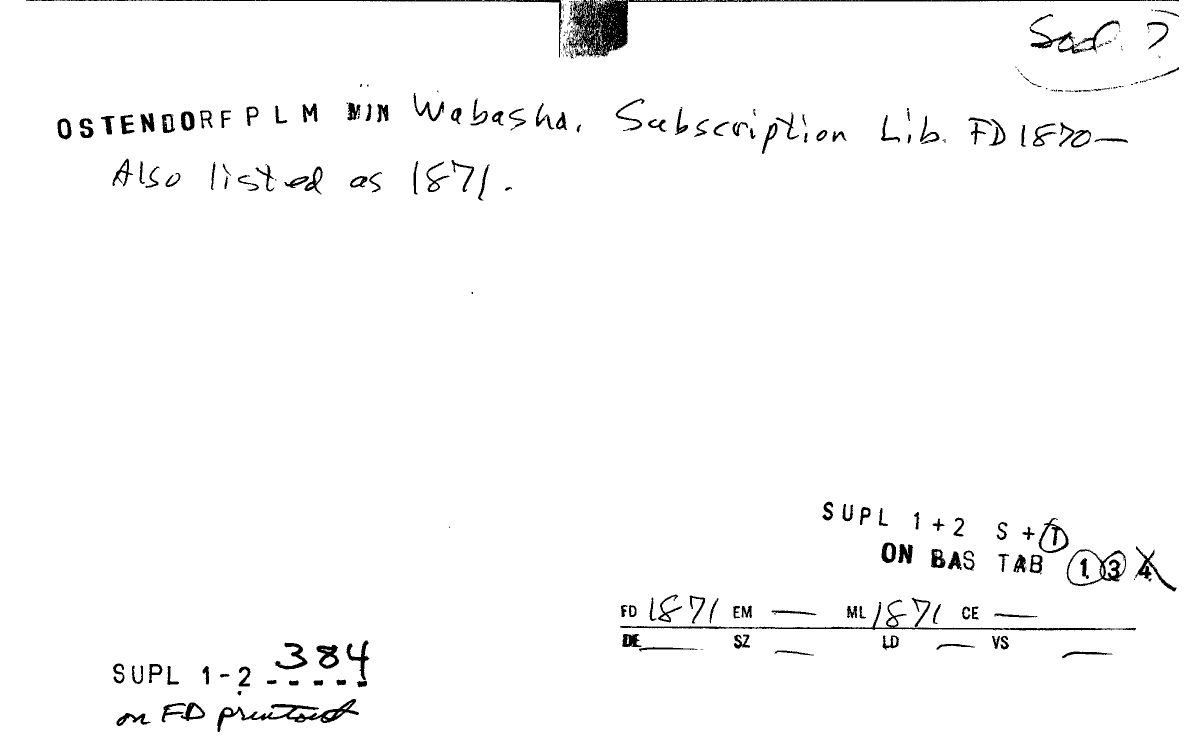 OSTENDORF P L M MIN Wabasha. Subscription Lib. FD 1870—
Also listed as 1871.
SUPL 1+2 S + T
ON BAS TAB 1 3 4
FD 1871 EM — ML 1871 CE —
DE SZ — LD — VS —
SUPL 1-2 384
on FD printout